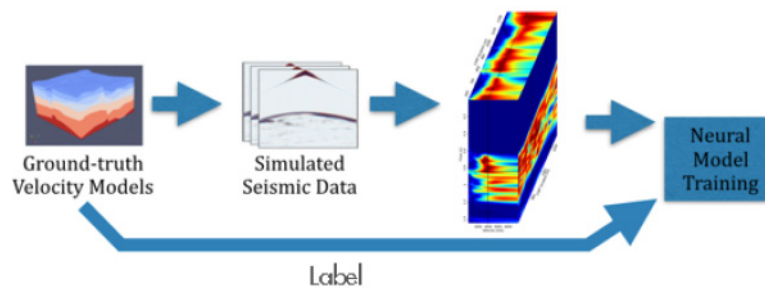 Ground-truth
Velocity Models
Simulated
Seismic Data
Neural
Model
Training
Label